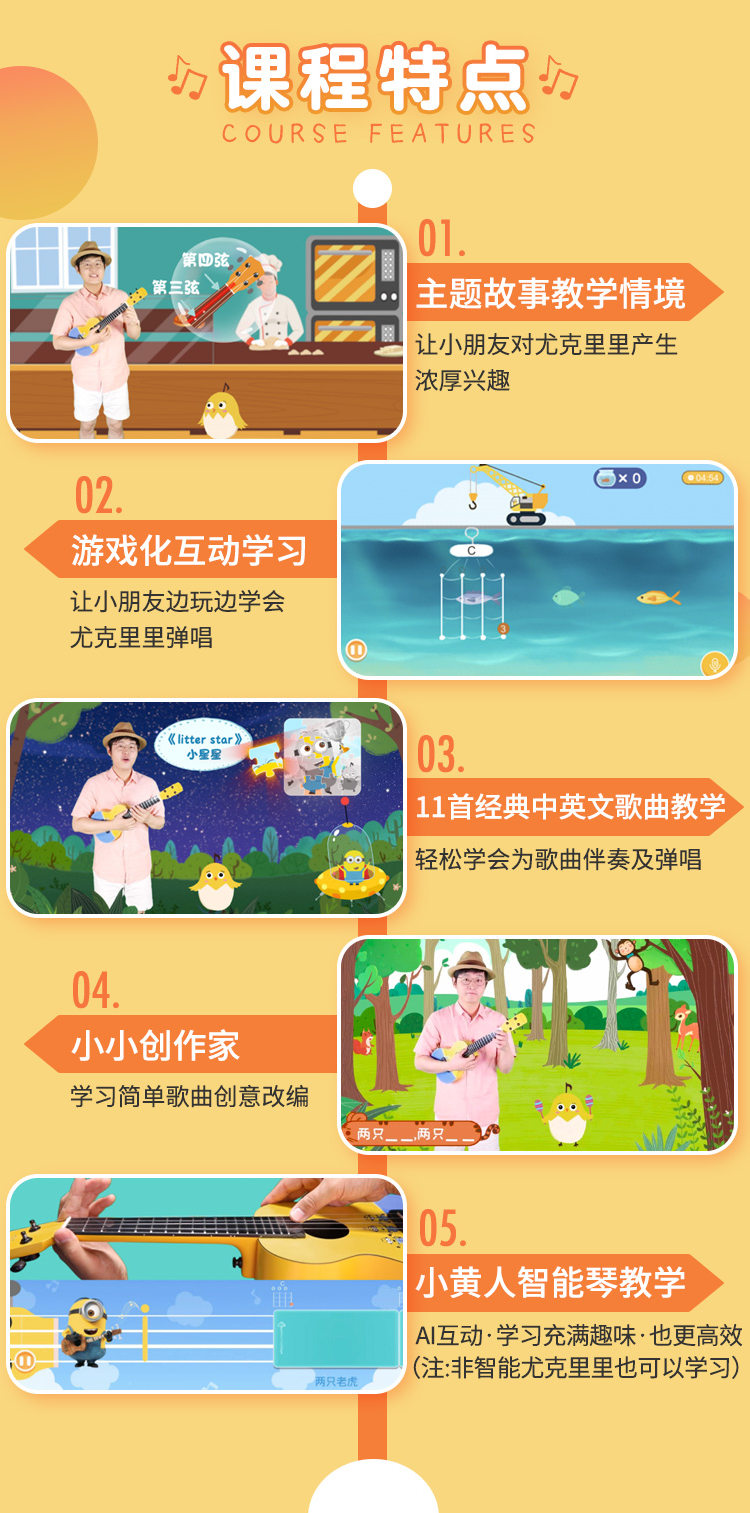 课程特点
COURSE FEATURES
01.
主题故事教学情境
让小朋友对尤克里里产生
浓厚兴趣
第四弦
第三弦
02.
游戏化互动学习
让小朋友边玩边学会
尤克里里弹唱
× 0
04:54
C
3
《litter star》
小星星
03.
11首经典中英文歌曲教学
轻松学会为歌曲伴奏及弹唱
04.
小小创作家
学习简单歌曲创意改编
两只_ _,两只_ _
05.
小黄人智能琴教学
AI互动·学习充满趣味·也更高效
(注:非智能尤克里里也可以学习)
C
两只老虎